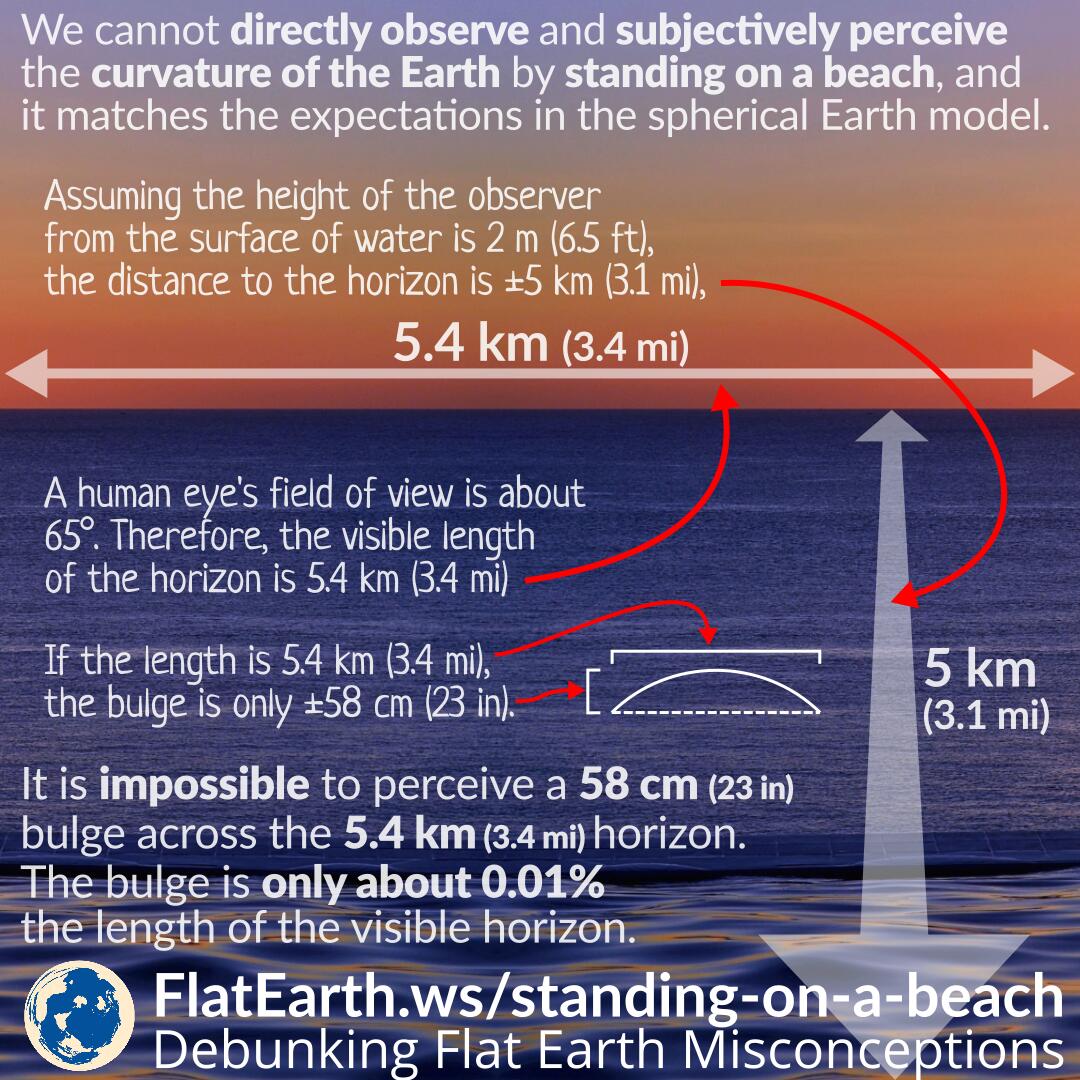 We cannot directly observe and subjectively perceive
the curvature of the Earth by standing on a beach, and
it matches the expectations in the spherical Earth model.
Assuming the height of the observer
from the surface of water is 2 m (6.5 ft),
the distance to the horizon is ±5 km (3.1 mi),
5.4 km (3.4 mi)
A human eye's field of view is about
65°. Therefore, the visible length
of the horizon is 5.4 km (3.4 mi)
If the length is 5.4 km (3.4 mi),
the bulge is only ±58 cm (23 in).
5 km
(3.1 mi)
It is impossible to perceive a 58 cm (23 in)
bulge across the 5.4 km (3.4 mi) horizon.
The bulge is only about 0.01%
the length of the visible horizon.
FlatEarth.ws/standing-on-a-beach
Debunking Flat Earth Misconceptions